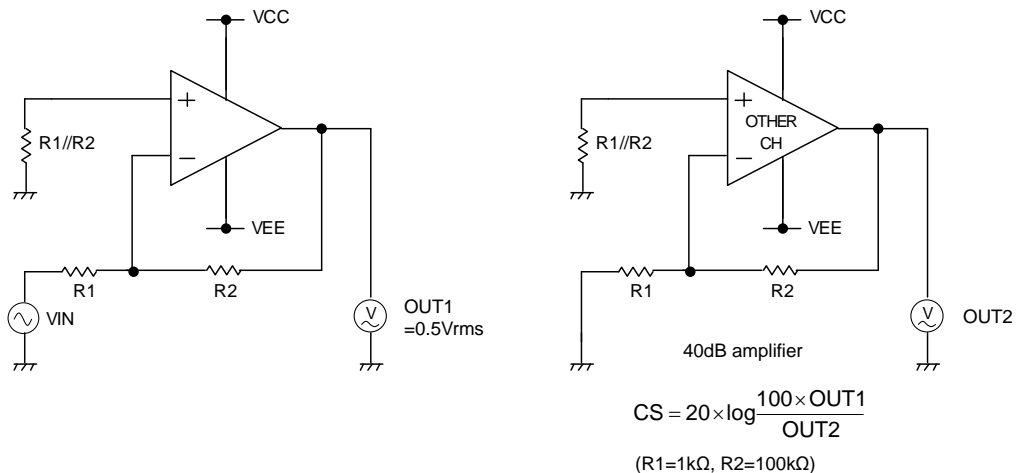 VCC
+
R1//R2
−
VEE
R1
R2
VIN
V
OUT1
=0.5Vrms
VCC
+
OTHER
CH
R1//R2
−
VEE
R1
R2
V
OUT2
40dB amplifier
CS = 20×log 100×OUT1
OUT2
(R1=1kΩ, R2=100kΩ)